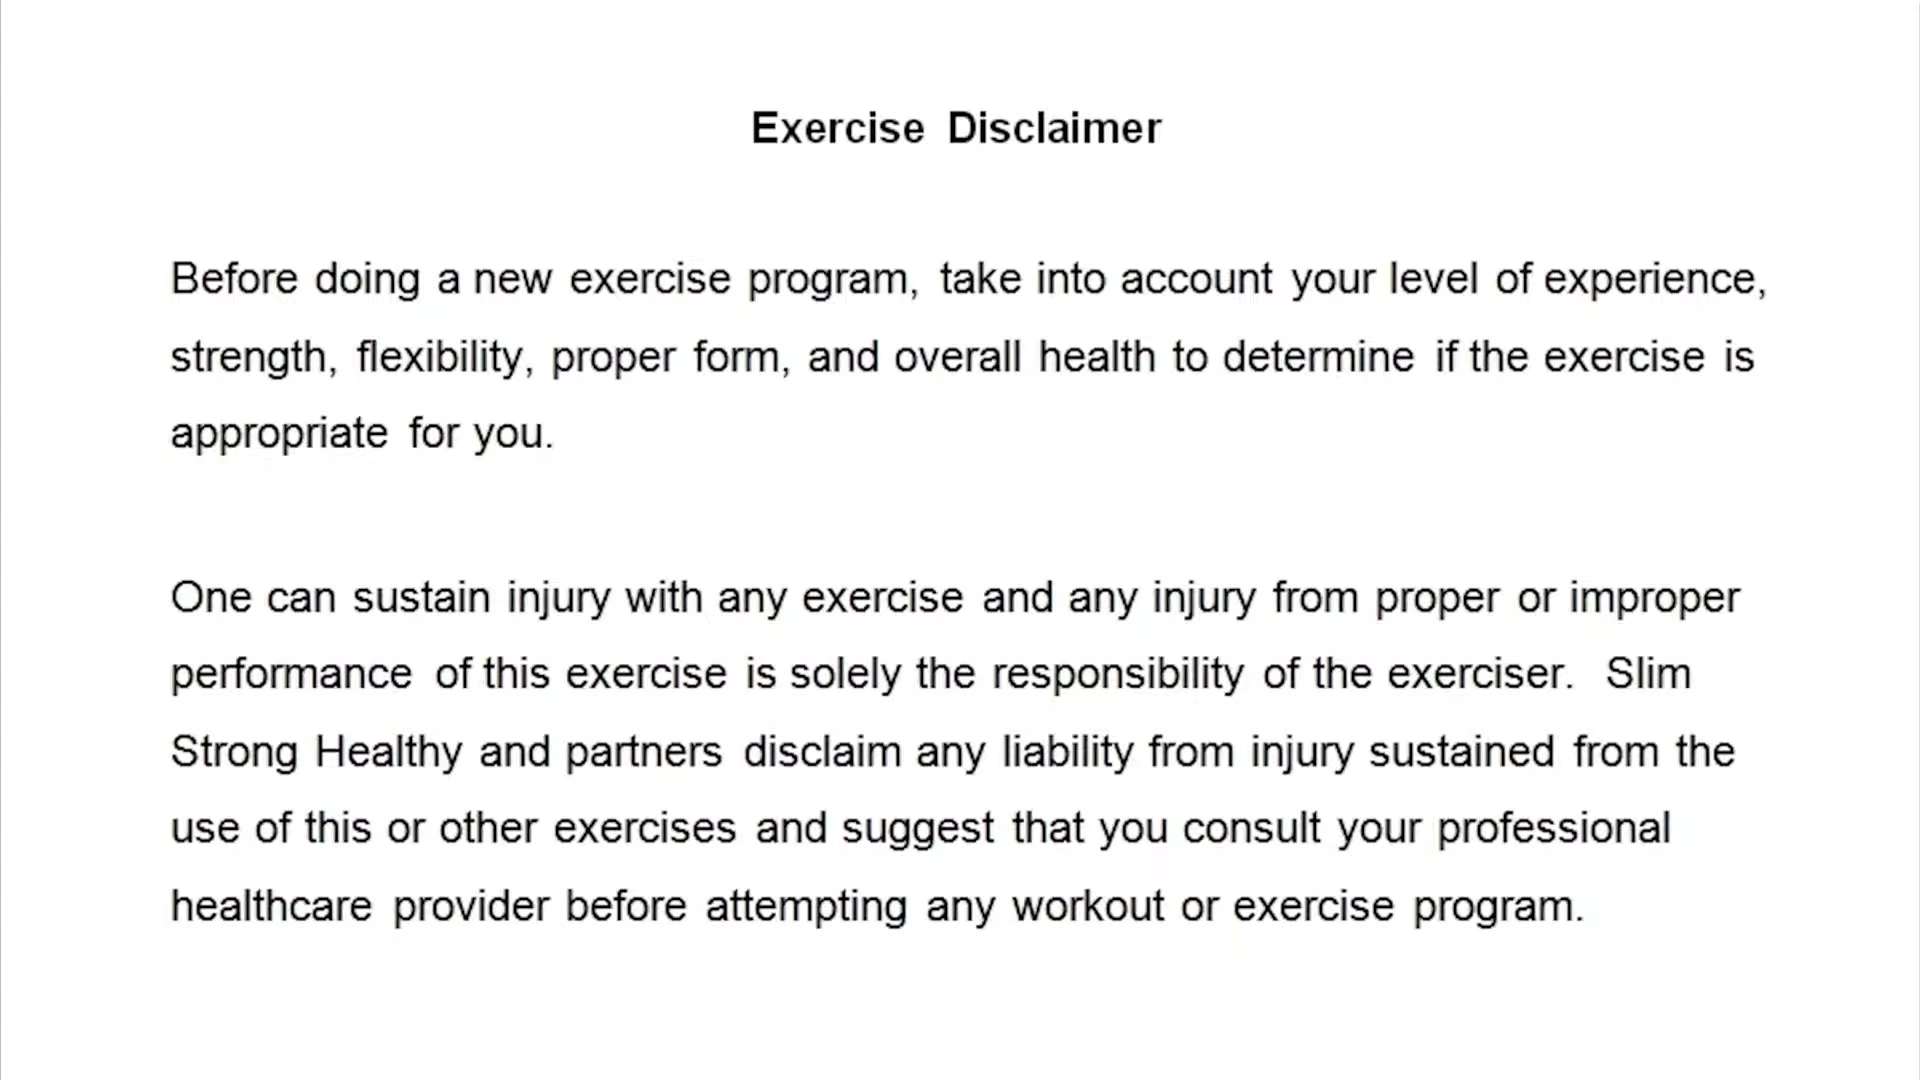 Exercise Disclaimer
Before doing a new exercise program, take into account your level of experience,
strength, flexibility, proper form, and overall health to determine if the exercise is
appropriate for you.
One can sustain injury with any exercise and any injury from proper or improper
performance of this exercise is solely the responsibility of the exerciser. Slim
Strong Healthy and partners disclaim any liability from injury sustained from the
use of this or other exercises and suggest that you consult your professional
healthcare provider before attempting any workout or exercise program.